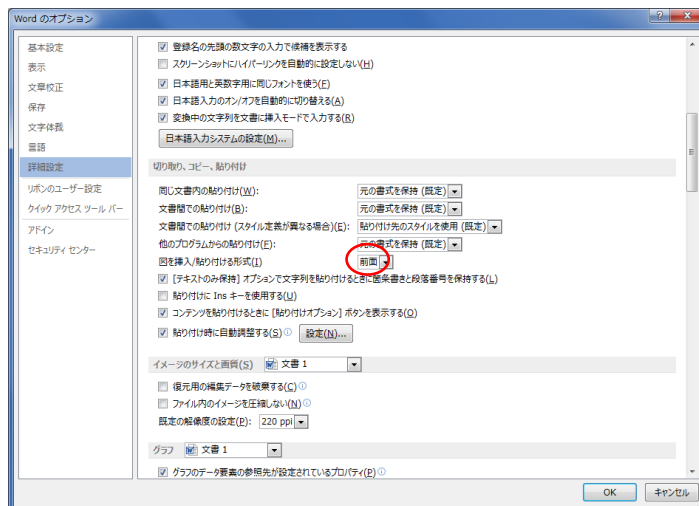 Word のオプション
基本設定
表示
文章校正
保存
文字体裁
言語
詳細設定
リボンのユーザー設定
クイック アクセス ツール バー
アドイン
セキュリティ センター
登録名の先頭の数文字の入力で候補を表示する
スクリーンショットにハイパーリンクを自動的に設定しない(H)
日本語用と英数字用に同じフォントを使う(F)
日本語入力のオン/オフを自動的に切り替える(A)
変換中の文字列を文書に挿入モードで入力する(R)
日本語入力システムの設定(M)...
切り取り、コピー、貼り付け
同じ文書内の貼り付け(W): 元の書式を保持 (既定)
文書間での貼り付け(B): 元の書式を保持 (既定)
文書間での貼り付け (スタイル定義が異なる場合)(E): 貼り付け先のスタイルを使用 (既定)
他のプログラムからの貼り付け(F): 元の書式を保持 (既定)
図を挿入/貼り付ける形式(I) 前面
[テキストのみ保持] オプションで文字列を貼り付けるときに箇条書きと段落番号を保持する(L)
貼り付けに Ins キーを使用する(U)
コンテンツを貼り付けるときに [貼り付けオプション] ボタンを表示する(O)
貼り付け時に自動調整する(S) 設定(N)...
イメージのサイズと画質(S) 文書 1
復元用の編集データを破棄する(C)
ファイル内のイメージを圧縮しない(N)
既定の解像度の設定(P): 220 ppi
グラフ 文書 1
グラフのデータ要素の参照先が設定されているプロパティ(P)
OK キャンセル